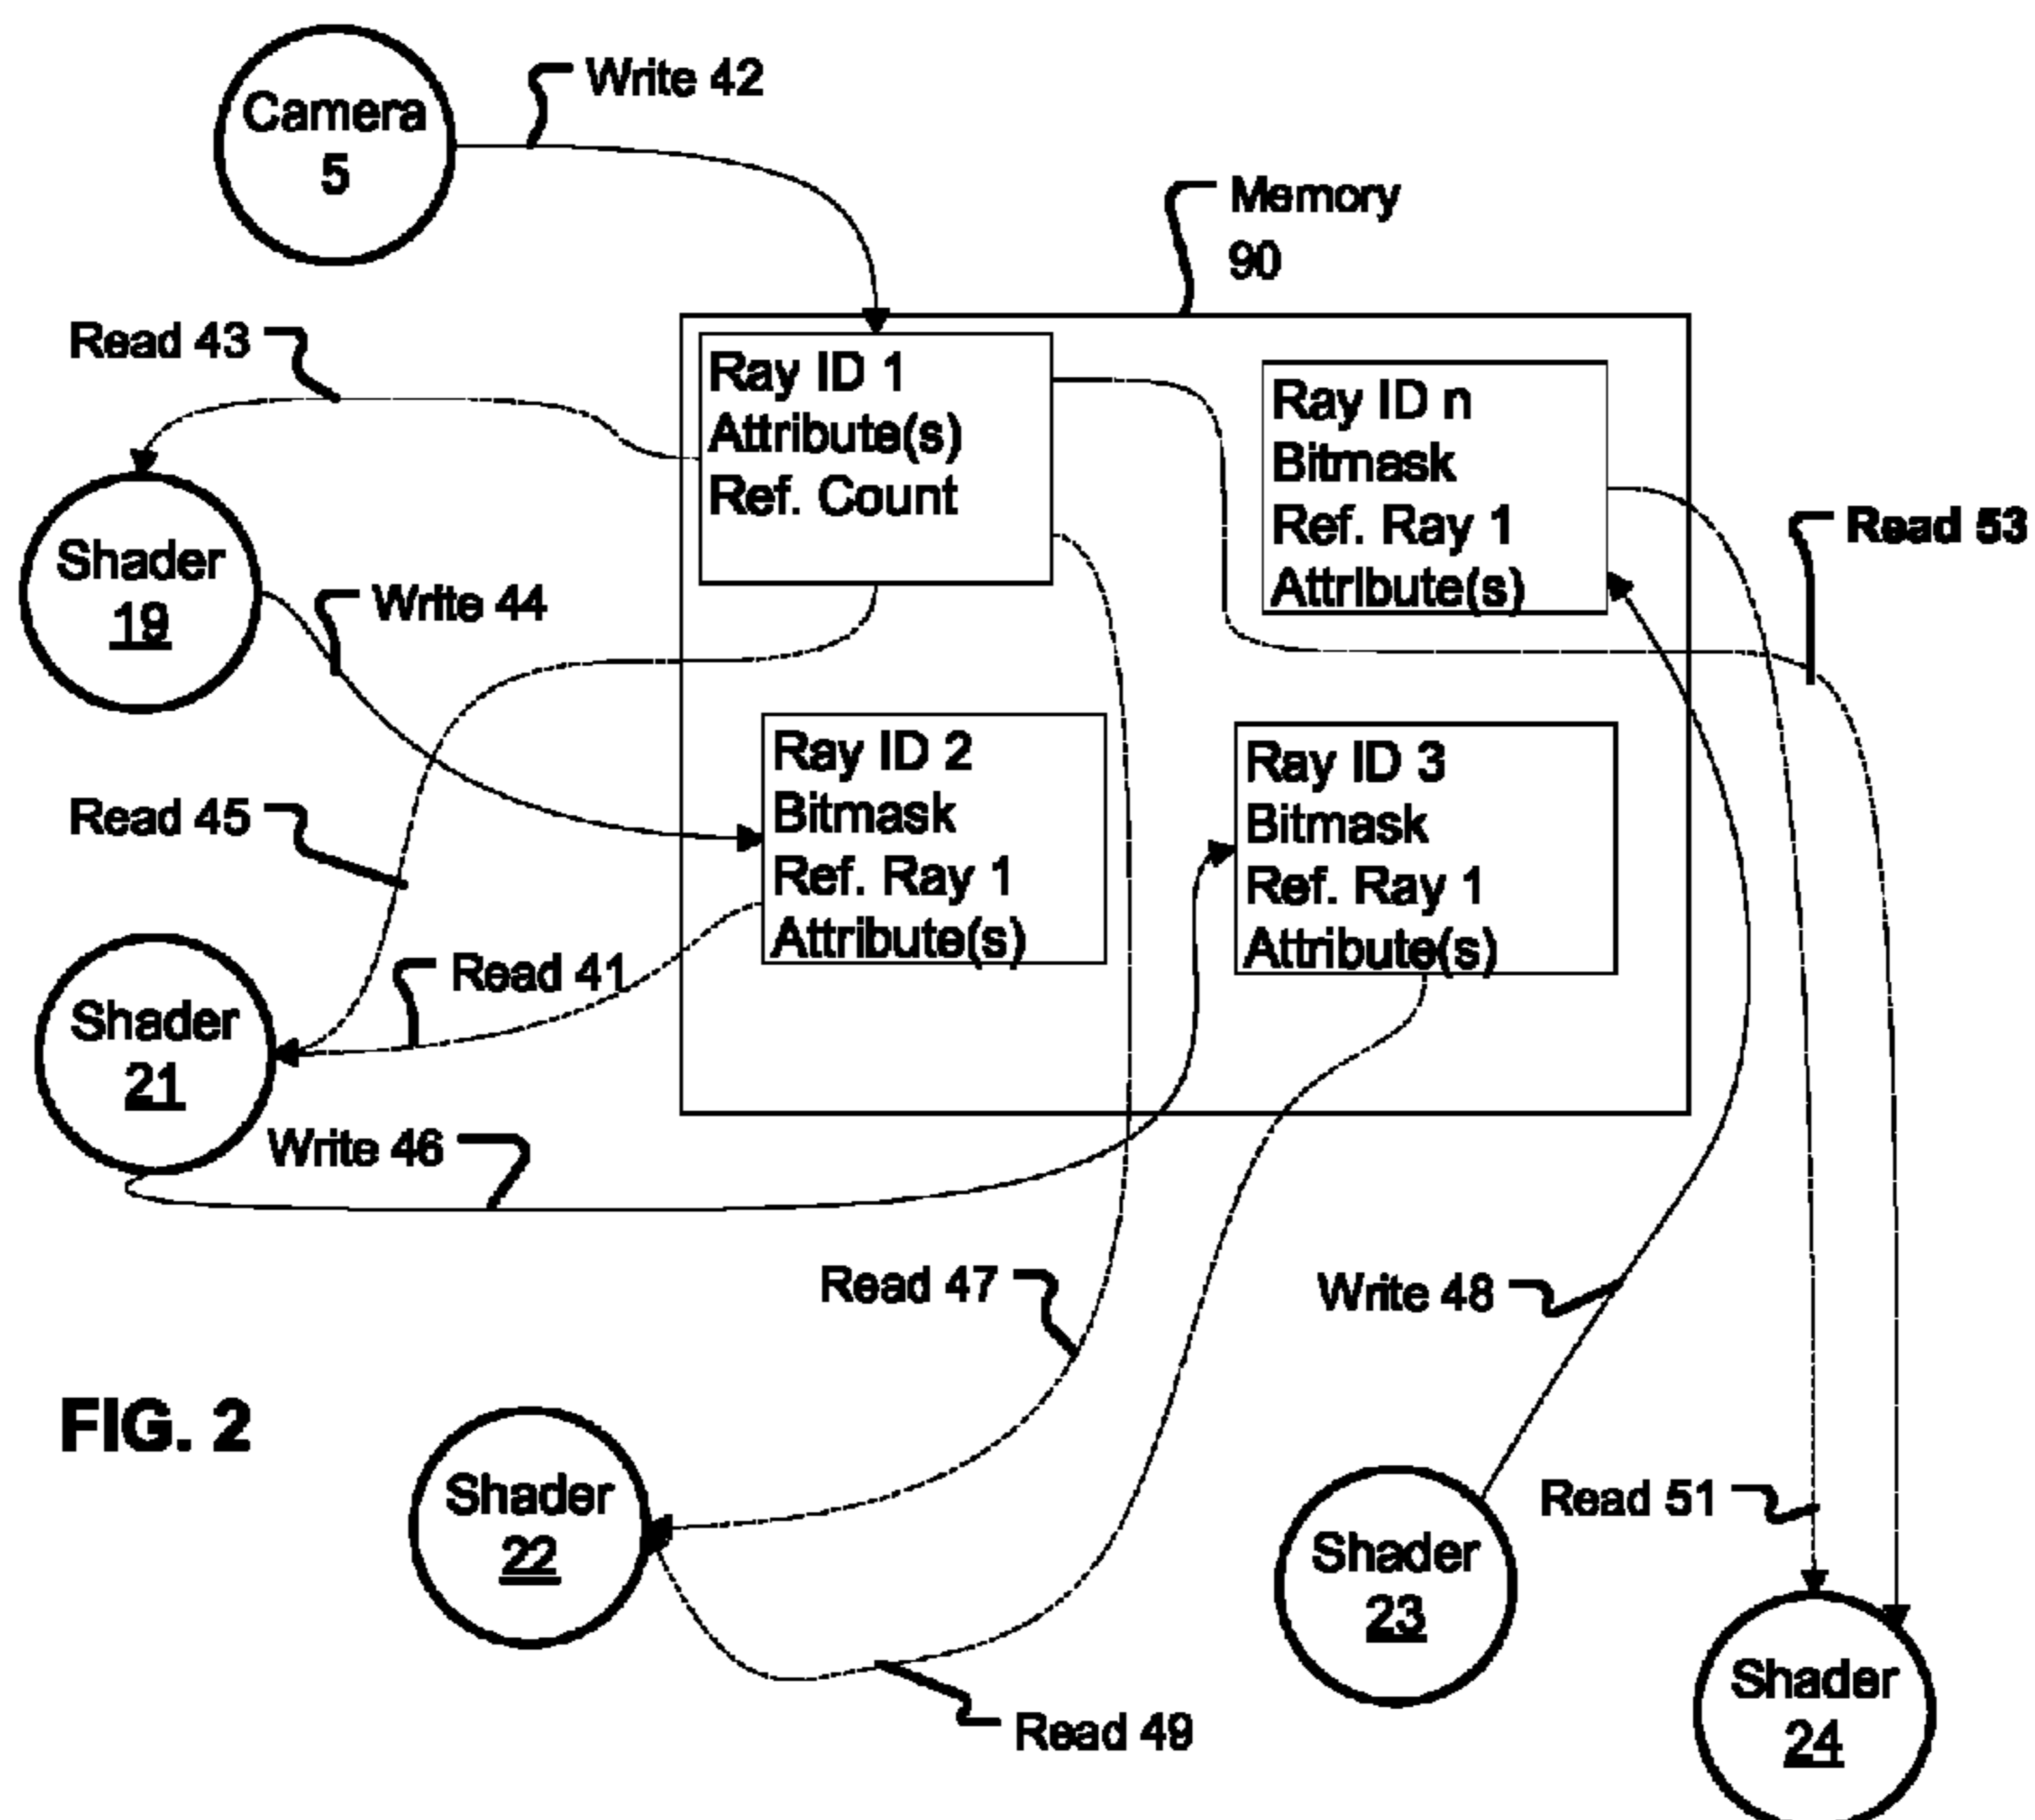 Camera
5
Write 42
Memory
90
Read 43
Ray ID 1
Attribute(s)
Ref. Count
Ray ID n
Bitmask
Ref. Ray 1
Attribute(s)
Read 53
Shader
19
Write 44
Ray ID 2
Bitmask
Ref. Ray 1
Attribute(s)
Ray ID 3
Bitmask
Ref. Ray 1
Attribute(s)
Read 45
Read 41
Shader
21
Write 46
Read 47
Write 48
FIG. 2
Shader
22
Read 51
Shader
23
Read 49
Shader
24